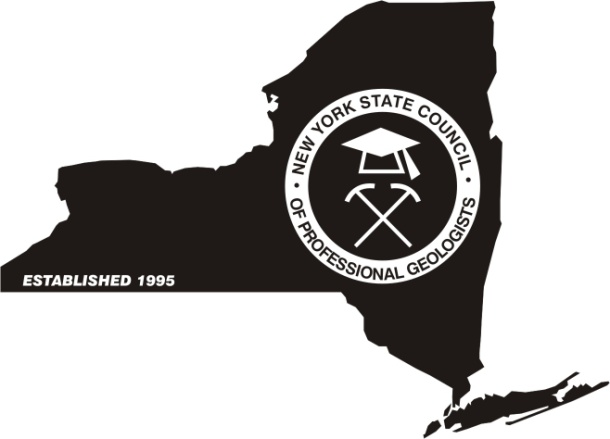 NEW YORK STATE COUNCIL
• OF PROFESSIONAL GEOLOGISTS •
ESTABLISHED 1995